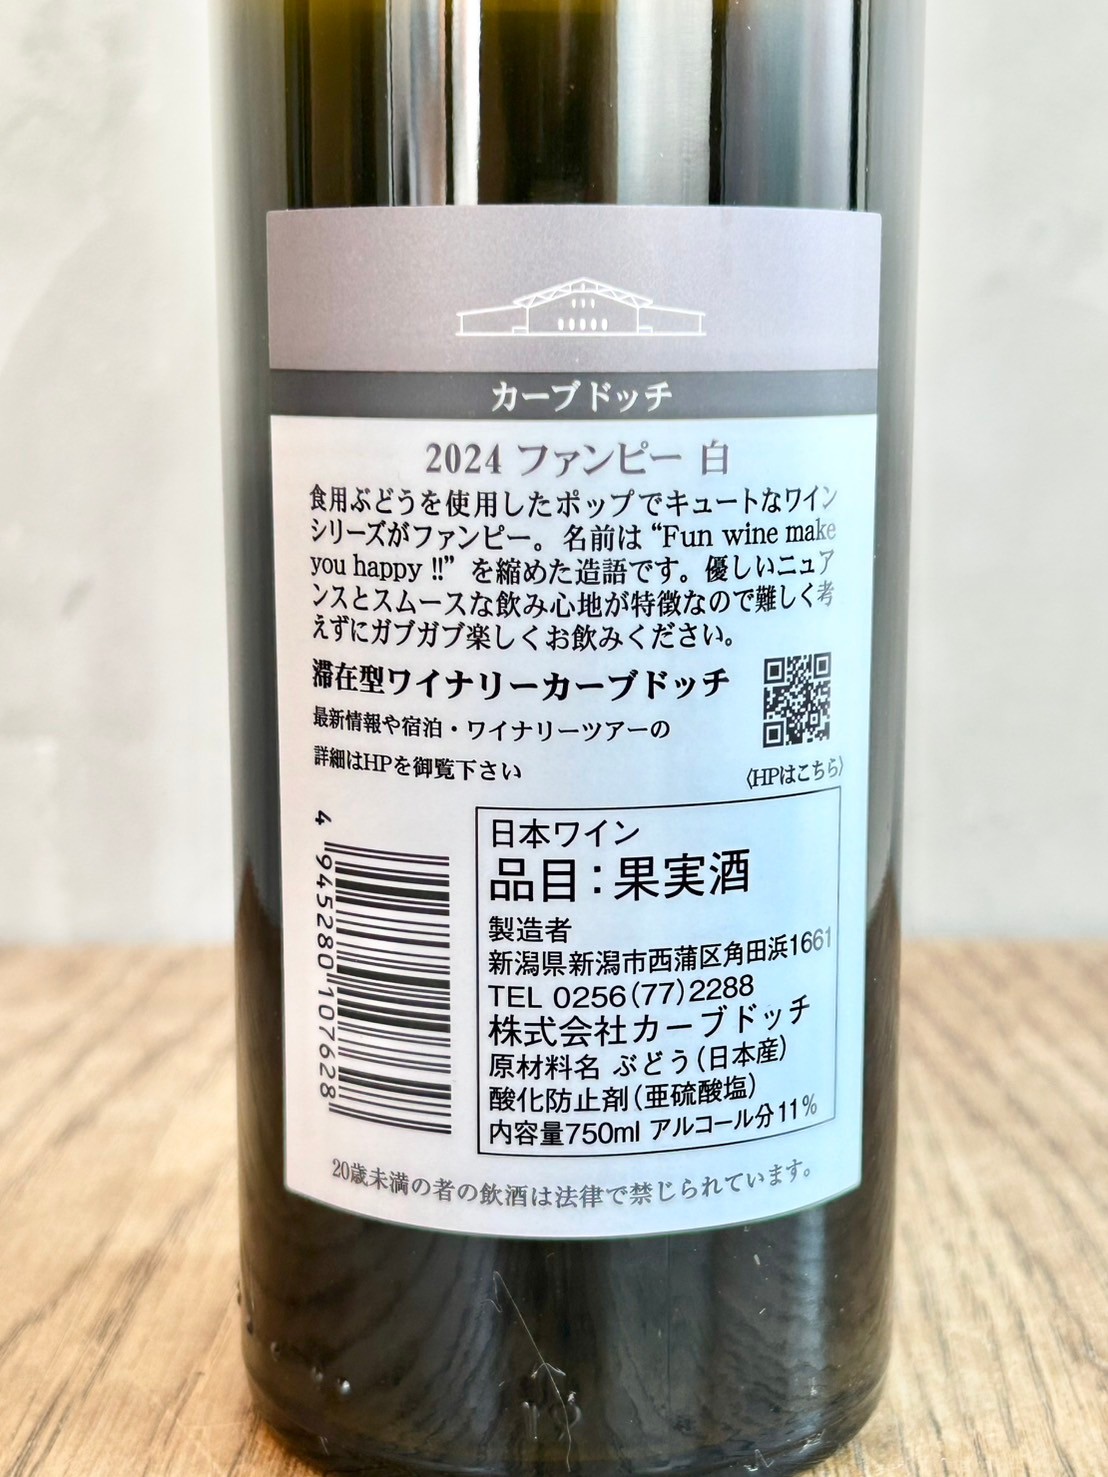 カーブドッチ
2024 ファンピー 白
食用ぶどうを使用したポップでキュートなワイン
シリーズがファンピー。名前は“Fun wine make
you happy !!” を縮めた造語です。優しいニュア
ンスとスムースな飲み心地が特徴なので難しく考
えずにガブガブ楽しくお飲みください。
滞在型ワイナリーカーブドッチ
最新情報や宿泊・ワイナリーツアーの
詳細はHPを御覧下さい
〈HPはこちら〉
4 945280 107628
日本ワイン
品目：果実酒
製造者
新潟県新潟市西蒲区角田浜1661
TEL 0256(77)2288
株式会社カーブドッチ
原材料名 ぶどう(日本産)
酸化防止剤(亜硫酸塩)
内容量750ml アルコール分11%
20歳未満の者の飲酒は法律で禁じられています。